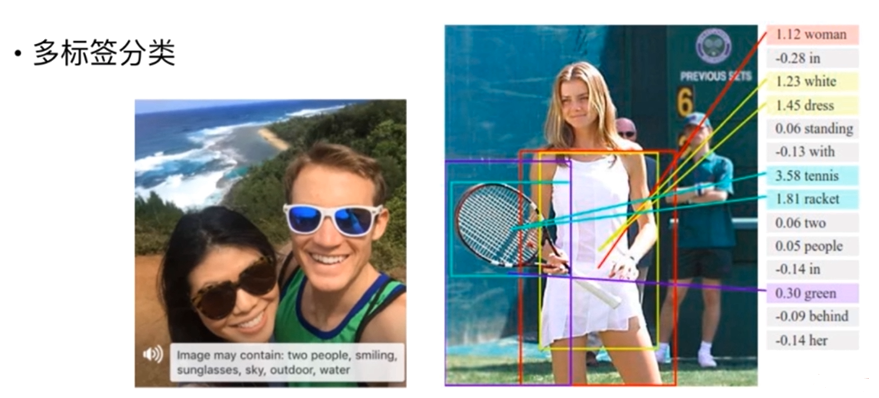 • 多标签分类
Image may contain: two people, smiling,
sunglasses, sky, outdoor, water
PREVIOUS SETS
6
1.12 woman
-0.28 in
1.23 white
1.45 dress
0.06 standing
-0.13 with
3.58 tennis
1.81 racket
0.06 two
0.05 people
-0.14 in
0.30 green
-0.09 behind
-0.14 her